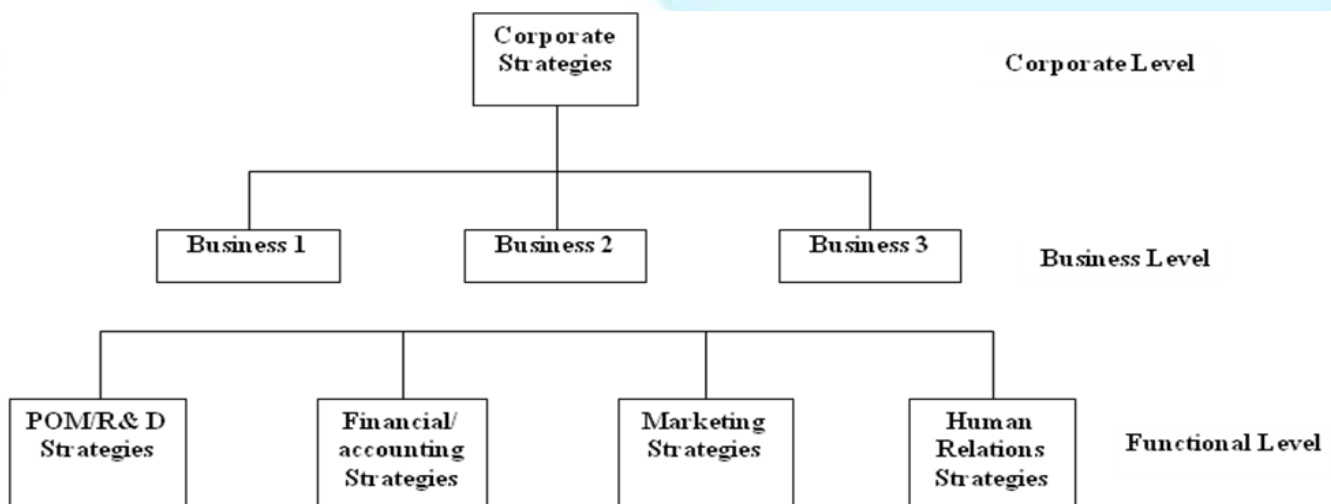 Corporate
Strategies
Corporate Level
Business 1
Business 2
Business 3
Business Level
POM/R& D
Strategies
Financial/
accounting
Strategies
Marketing
Strategies
Human
Relations
Strategies
Functional Level